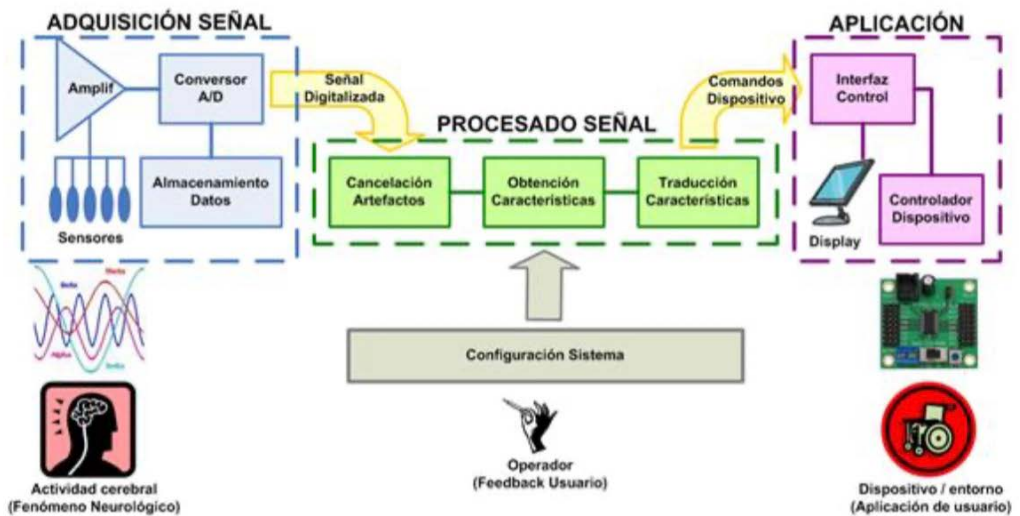 ADQUISICIÓN SEÑAL
Amplif
Conversor
A/D
Almacenamiento
Datos
Sensores
Señal
Digitalizada
PROCESADO SEÑAL
Cancelación
Artefactos
Obtención
Características
Traducción
Características
Comandos
Dispositivo
APLICACIÓN
Interfaz
Control
Display
Controlador
Dispositivo
Configuración Sistema
Beta
Alpha
Actividad cerebral
(Fenómeno Neurológico)
Operador
(Feedback Usuario)
Dispositivo / entorno
(Aplicación de usuario)